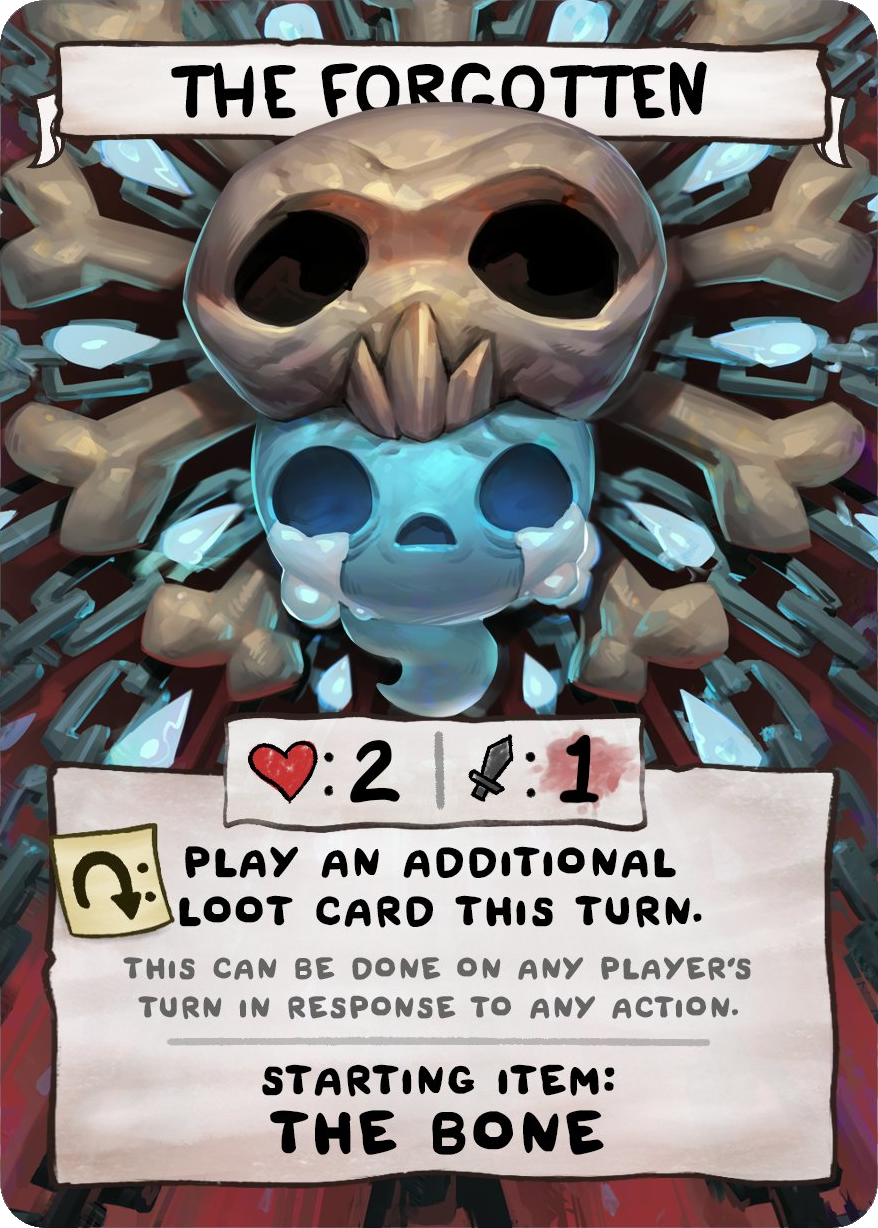 THE FORGOTTEN
: 2 | : 1
: PLAY AN ADDITIONAL
LOOT CARD THIS TURN.
THIS CAN BE DONE ON ANY PLAYER'S
TURN IN RESPONSE TO ANY ACTION.
STARTING ITEM:
THE BONE